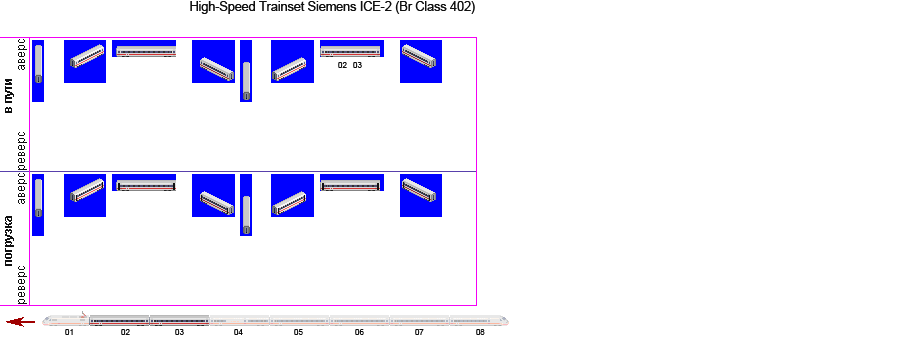 High-Speed Trainset Siemens ICE-2 (Br Class 402)
в пути
аверс
02 03
реверс
погрузка
аверс
реверс
01 02 03 04 05 06 07 08